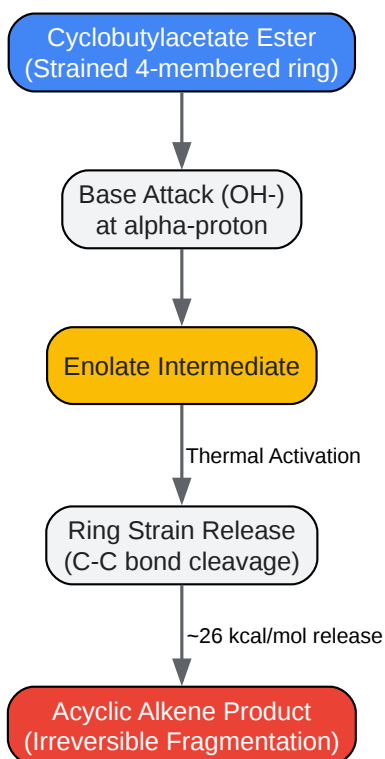 Cyclobutylacetate Ester
(Strained 4-membered ring)
Base Attack (OH-)
at alpha-proton
Enolate Intermediate
Thermal Activation
Ring Strain Release
(C-C bond cleavage)
~26 kcal/mol release
Acyclic Alkene Product
(Irreversible Fragmentation)